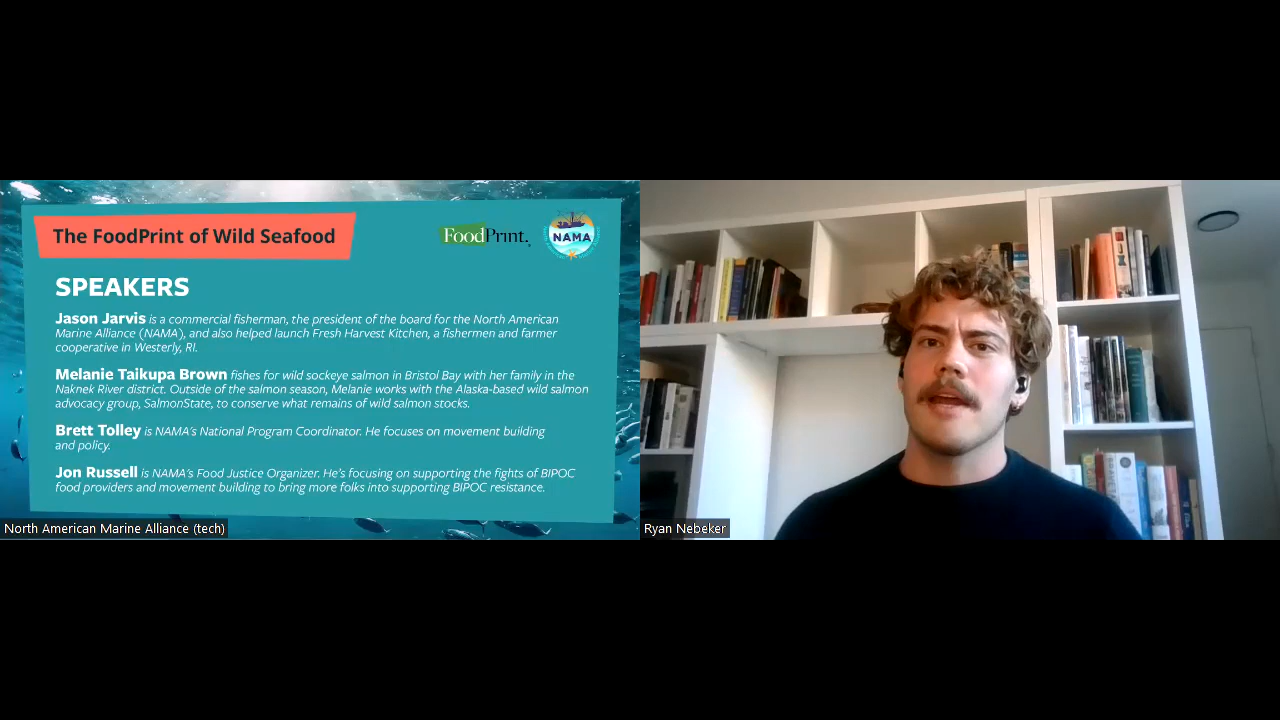 The FoodPrint of Wild Seafood
FoodPrint.
NAMA
SPEAKERS
Jason Jarvis is a commercial fisherman, the president of the board for the North American
Marine Alliance (NAMA), and also helped launch Fresh Harvest Kitchen, a fishermen and farmer
cooperative in Westerly, RI.
Melanie Taikupa Brown fishes for wild sockeye salmon in Bristol Bay with her family in the
Naknek River district. Outside of the salmon season, Melanie works with the Alaska-based wild salmon
advocacy group, SalmonState, to conserve what remains of wild salmon stocks.
Brett Tolley is NAMA's National Program Coordinator. He focuses on movement building
and policy.
Jon Russell is NAMA's Food Justice Organizer. He's focusing on supporting the fights of BIPOC
food providers and movement building to bring more folks into supporting BIPOC resistance.
North American Marine Alliance (tech)
Ryan Nebeker